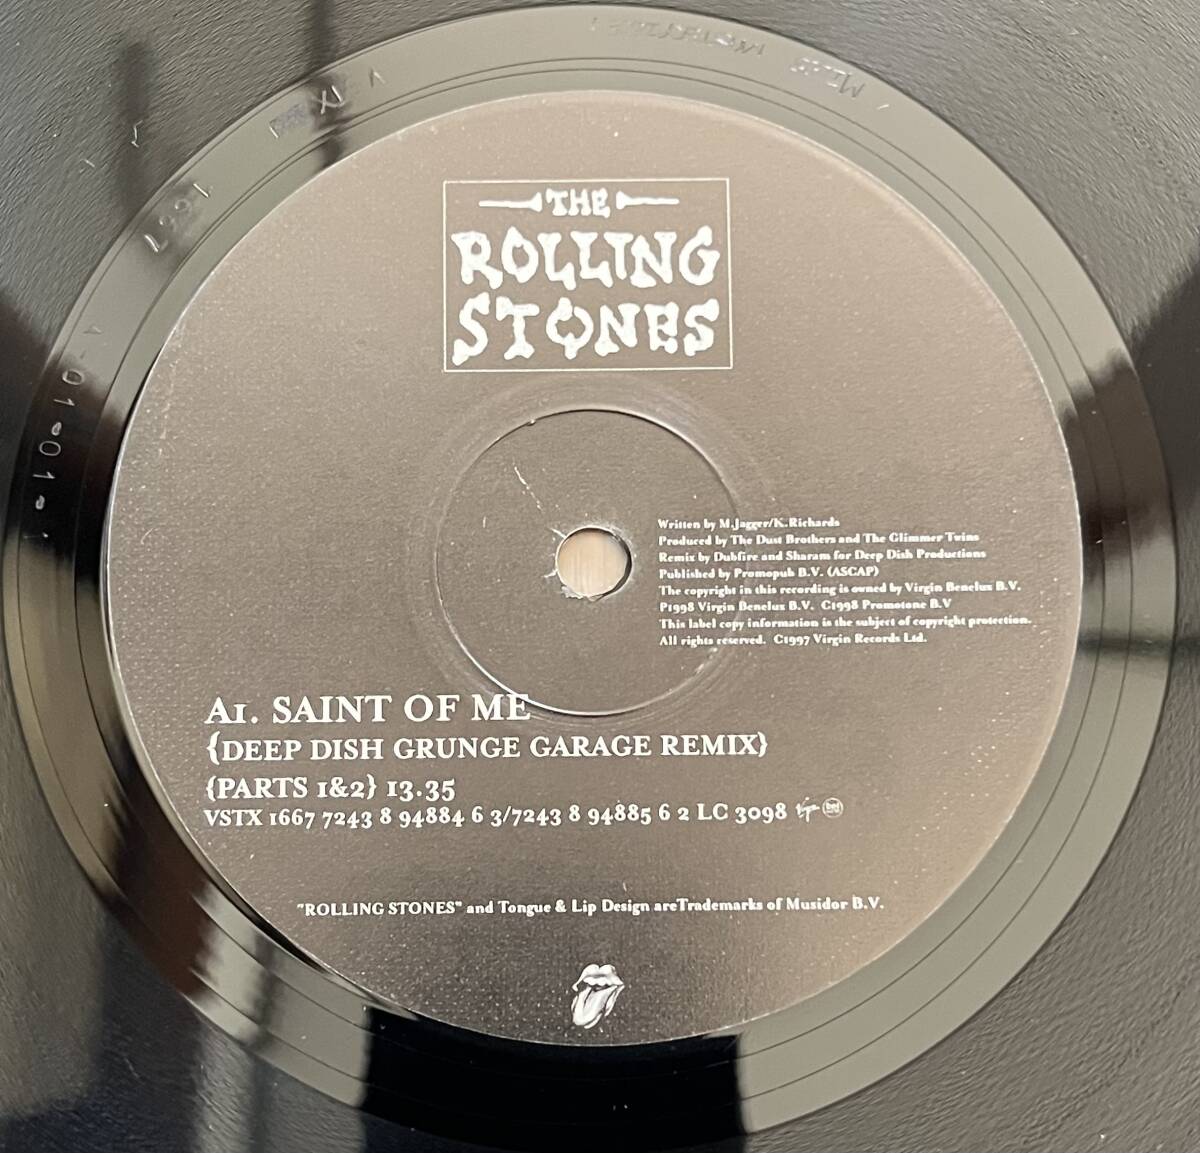 THE
ROLLING
STONES
Written by M.Jagger/K.Richards
Produced by The Dust Brothers and The Glimmer Twins
Remix by Dubfire and Sharam for Deep Dish Productions
Published by Promopub B.V. (ASCAP)
The copyright in this recording is owned by Virgin Benelux B.V.
P1998 Virgin Benelux B.V. C1998 Promotone B.V
This label copy information is the subject of copyright protection.
All rights reserved. C1997 Virgin Records Ltd.
A1. SAINT OF ME
{DEEP DISH GRUNGE GARAGE REMIX}
{PARTS 1&2} 13.35
VSTX 1667 7243 8 94884 6 3/7243 8 94885 6 2 LC 3098
"ROLLING STONES" and Tongue & Lip Design areTrademarks of Musidor B.V.
1667
A-01-01-1